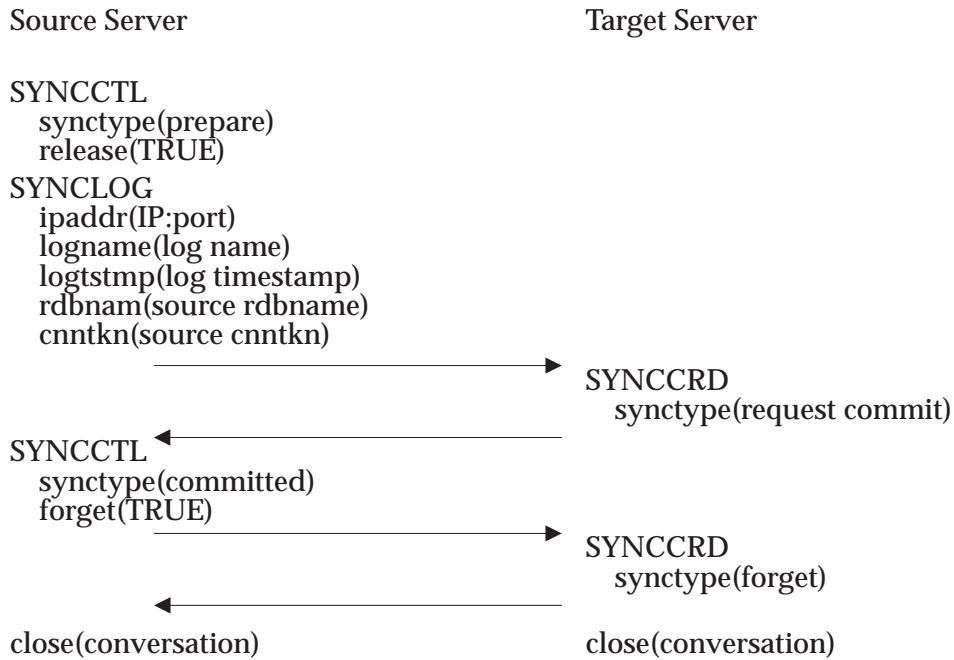 Source Server
Target Server
SYNCCTL
synctype(prepare)
release(TRUE)
SYNCLOG
ipaddr(IP:port)
logname(log name)
logtstmp(log timestamp)
rdbnam(source rdbname)
cnntkn(source cnntkn)
SYNCCRD
synctype(request commit)
SYNCCTL
synctype(committed)
forget(TRUE)
SYNCCRD
synctype(forget)
close(conversation)
close(conversation)